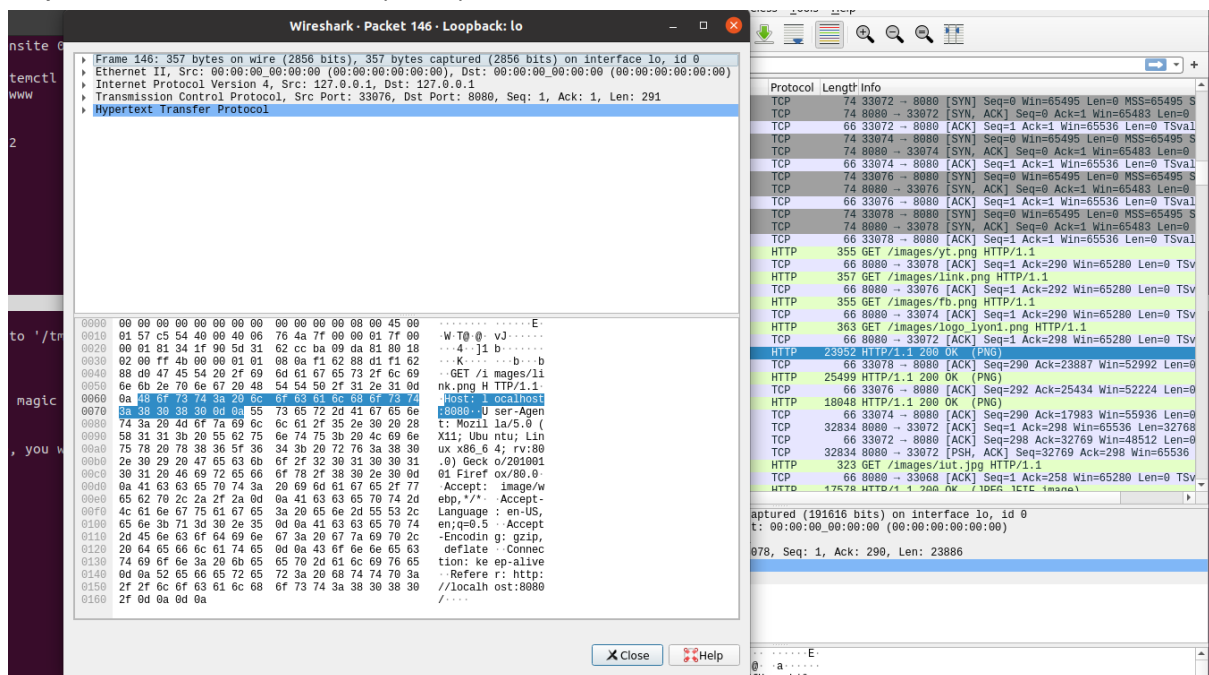 Wireshark · Packet 146 · Loopback: lo
Frame 146: 357 bytes on wire (2856 bits), 357 bytes captured (2856 bits) on interface lo, id 0
Ethernet II, Src: 00:00:00_00:00:00 (00:00:00:00:00:00), Dst: 00:00:00_00:00:00 (00:00:00:00:00:00)
Internet Protocol Version 4, Src: 127.0.0.1, Dst: 127.0.0.1
Transmission Control Protocol, Src Port: 33076, Dst Port: 8080, Seq: 1, Ack: 1, Len: 291
Hypertext Transfer Protocol
0000 00 00 00 00 00 00 00 00 00 00 00 00 08 00 45 00 ········ ······E·
0010 01 57 c5 54 40 00 40 06 76 4a 7f 00 00 01 7f 00 ·W·T@·@· vJ······
0020 00 01 81 34 1f 90 5d 31 62 cc ba 09 da 81 80 18 ···4··]1 b·······
0030 02 00 ff 4b 00 00 01 01 08 0a f1 62 88 d1 f1 62 ···K···· ···b···b
0040 88 d0 47 45 54 20 2f 69 6d 61 67 65 73 2f 6c 69 ··GET /i mages/li
0050 6e 6b 2e 70 6e 67 20 48 54 54 50 2f 31 2e 31 0d nk.png H TTP/1.1·
0060 0a 48 6f 73 74 3a 20 6c 6f 63 61 6c 68 6f 73 74 ·Host: l ocalhost
0070 3a 38 30 38 30 0d 0a 55 73 65 72 2d 41 67 65 6e :8080··U ser-Agen
0080 74 3a 20 4d 6f 7a 69 6c 6c 61 2f 35 2e 30 20 28 t: Mozil la/5.0 (
0090 58 31 31 3b 20 55 62 75 6e 74 75 3b 20 4c 69 6e X11; Ubu ntu; Lin
00a0 75 78 20 78 38 36 5f 36 34 3b 20 72 76 3a 38 30 ux x86_6 4; rv:80
00b0 2e 30 29 20 47 65 63 6b 6f 2f 32 30 31 30 30 31 .0) Geck o/201001
00c0 30 31 20 46 69 72 65 66 6f 78 2f 38 30 2e 30 0d 01 Firef ox/80.0·
00d0 0a 41 63 63 65 70 74 3a 20 69 6d 61 67 65 2f 77 ·Accept: image/w
00e0 65 62 70 2c 2a 2f 2a 0d 0a 41 63 63 65 70 74 2d ebp,*/*· ·Accept-
00f0 4c 61 6e 67 75 61 67 65 3a 20 65 6e 2d 55 53 2c Language : en-US,
0100 65 6e 3b 71 3d 30 2e 35 0d 0a 41 63 63 65 70 74 en;q=0.5 ··Accept
0110 2d 45 6e 63 6f 64 69 6e 67 3a 20 67 7a 69 70 2c -Encodin g: gzip,
0120 20 64 65 66 6c 61 74 65 0d 0a 43 6f 6e 6e 65 63 deflate ··Connec
0130 74 69 6f 6e 3a 20 6b 65 65 70 2d 61 6c 69 76 65 tion: ke ep-alive
0140 0d 0a 52 65 66 65 72 65 72 3a 20 68 74 74 70 3a ··Refere r: http:
0150 2f 2f 6c 6f 63 61 6c 68 6f 73 74 3a 38 30 38 30 //localh ost:8080
0160 2f 0d 0a 0d 0a /····
Close
Help
nsite
temctl
www
2
to '/tm
magic
, you w
Protocol Length Info
TCP 74 33072 → 8080 [SYN] Seq=0 Win=65495 Len=0 MSS=65495 S
TCP 74 8080 → 33072 [SYN, ACK] Seq=0 Ack=1 Win=65483 Len=0
TCP 66 33072 → 8080 [ACK] Seq=1 Ack=1 Win=65536 Len=0 TSval
TCP 74 33074 → 8080 [SYN] Seq=0 Win=65495 Len=0 MSS=65495 S
TCP 74 8080 → 33074 [SYN, ACK] Seq=0 Ack=1 Win=65483 Len=0
TCP 66 33074 → 8080 [ACK] Seq=1 Ack=1 Win=65536 Len=0 TSval
TCP 74 33076 → 8080 [SYN] Seq=0 Win=65495 Len=0 MSS=65495 S
TCP 74 8080 → 33076 [SYN, ACK] Seq=0 Ack=1 Win=65483 Len=0
TCP 66 33076 → 8080 [ACK] Seq=1 Ack=1 Win=65536 Len=0 TSval
TCP 74 33078 → 8080 [SYN] Seq=0 Win=65495 Len=0 MSS=65495 S
TCP 74 8080 → 33078 [SYN, ACK] Seq=0 Ack=1 Win=65483 Len=0
TCP 66 33078 → 8080 [ACK] Seq=1 Ack=1 Win=65536 Len=0 TSval
HTTP 355 GET /images/yt.png HTTP/1.1
TCP 66 8080 → 33078 [ACK] Seq=1 Ack=290 Win=65280 Len=0 TSv
HTTP 357 GET /images/link.png HTTP/1.1
TCP 66 8080 → 33076 [ACK] Seq=1 Ack=292 Win=65280 Len=0 TSv
HTTP 355 GET /images/fb.png HTTP/1.1
TCP 66 8080 → 33074 [ACK] Seq=1 Ack=290 Win=65280 Len=0 TSv
HTTP 363 GET /images/logo_lyon1.png HTTP/1.1
TCP 66 8080 → 33072 [ACK] Seq=1 Ack=298 Win=65280 Len=0 TSv
HTTP 23952 HTTP/1.1 200 OK (PNG)
TCP 66 33078 → 8080 [ACK] Seq=290 Ack=23887 Win=52992 Len=0
HTTP 25499 HTTP/1.1 200 OK (PNG)
TCP 66 33076 → 8080 [ACK] Seq=292 Ack=25434 Win=52224 Len=0
HTTP 18048 HTTP/1.1 200 OK (PNG)
TCP 66 33074 → 8080 [ACK] Seq=290 Ack=17983 Win=55936 Len=0
TCP 32834 8080 → 33072 [ACK] Seq=1 Ack=298 Win=65536 Len=32768
TCP 66 33072 → 8080 [ACK] Seq=298 Ack=32769 Win=48512 Len=0
TCP 32834 8080 → 33072 [PSH, ACK] Seq=32769 Ack=298 Win=65536
HTTP 323 GET /images/iut.jpg HTTP/1.1
TCP 66 8080 → 33068 [ACK] Seq=1 Ack=258 Win=65280 Len=0 TSv
HTTP 17578 HTTP/1.1 200 OK (JPEG JFIF image)
aptured (191616 bits) on interface lo, id 0
t: 00:00:00_00:00:00 (00:00:00:00:00:00)
078, Seq: 1, Ack: 290, Len: 23886
·· ······E·
@· ·a······